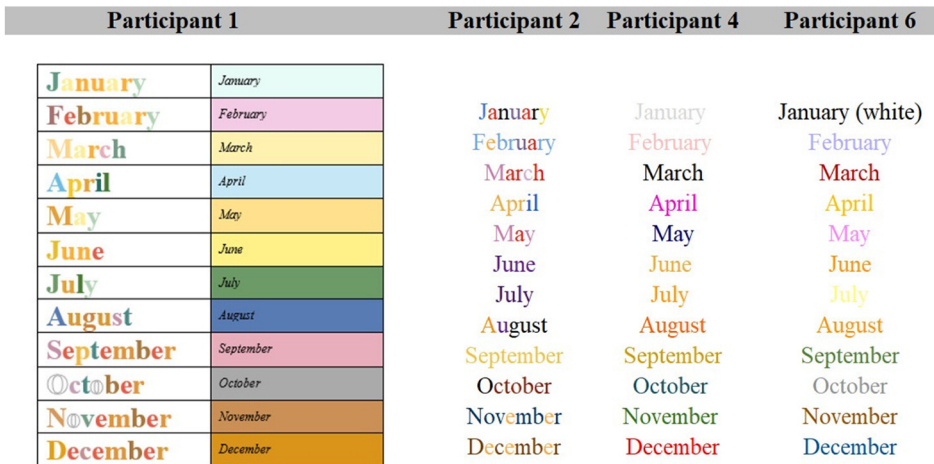 Participant 1 Participant 2 Participant 4 Participant 6
January January
February February January January January (white)
March March February February February
April April March March March
May May April April April
June June May May May
July July June June June
August August July July July
September September August August August
October October September September September
November November October October October
December December November November November
December December December